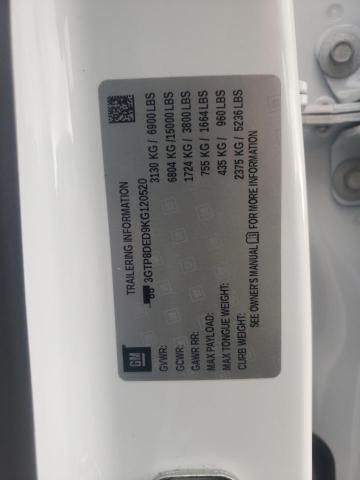 GM
TRAILERING INFORMATION
3GTP8DED9KG120520
GVWR: 3130 KG / 6900 LBS
GCWR: 6804 KG /15000 LBS
GAWR RR: 1724 KG / 3800 LBS
MAX PAYLOAD: 755 KG / 1664 LBS
MAX TONGUE WEIGHT: 435 KG / 960 LBS
CURB WEIGHT: 2375 KG / 5236 LBS
SEE OWNER'S MANUAL FOR MORE INFORMATION